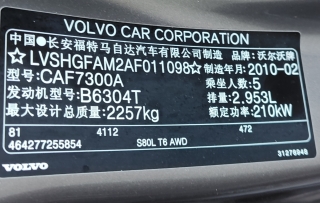 VOLVO CAR CORPORATION
中国●长安福特马自达汽车有限公司 制造 品牌:沃尔沃牌
★LVSHGFAM2AF011098★制造年月:2010-02
整车型号:CAF7300A 乘坐人数:5
发动机型号:B6304T 排量:2,953L
最大设计总质量:2257kg 额定功率:210kW
81 4112 472
464277255854 S80L T6 AWD
VOLVO 31276948